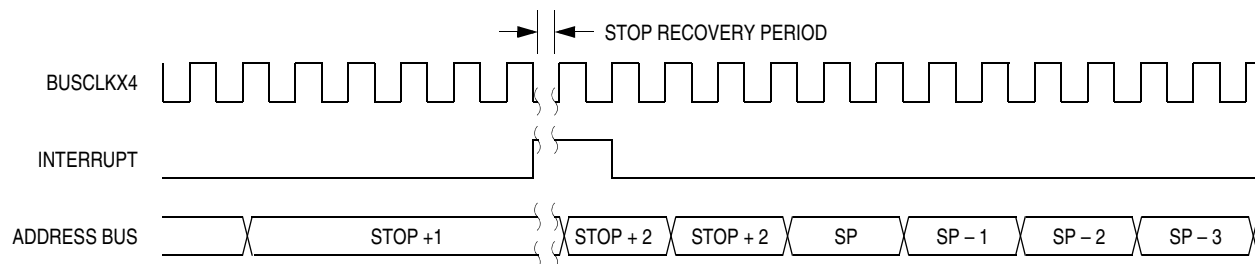 STOP RECOVERY PERIOD
BUSCLKX4
INTERRUPT
ADDRESS BUS STOP +1 STOP + 2 STOP + 2 SP SP – 1 SP – 2 SP – 3